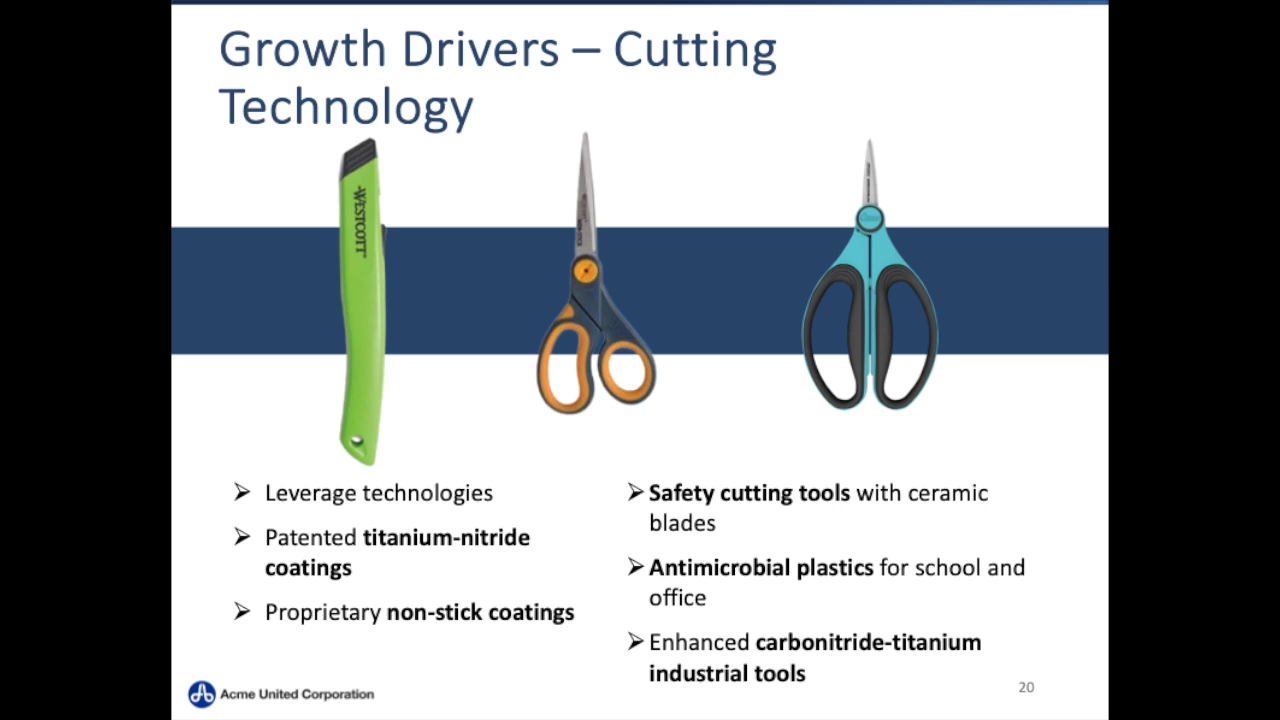 Growth Drivers – Cutting
Technology
WESTCOTT
➢ Leverage technologies
➢ Patented titanium-nitride
coatings
➢ Proprietary non-stick coatings
➢ Safety cutting tools with ceramic
blades
➢ Antimicrobial plastics for school and
office
➢ Enhanced carbonitride-titanium
industrial tools
Acme United Corporation
20